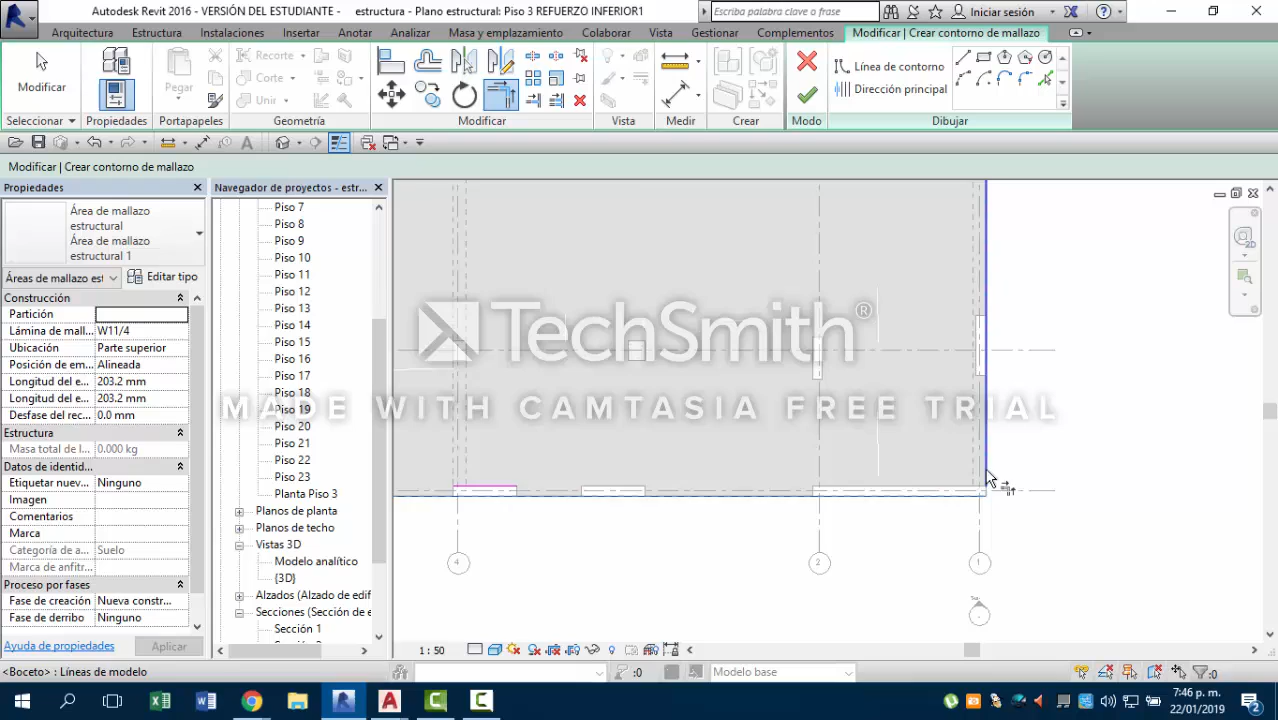 Autodesk Revit 2016 - VERSIÓN DEL ESTUDIANTE - estructura - Plano estructural: Piso 3 REFUERZO INFERIOR1
Escriba palabra clave o frase
Iniciar sesión
Arquitectura Estructura Instalaciones Insertar Anotar Analizar Masa y emplazamiento Colaborar Vista Gestionar Complementos Modificar | Crear contorno de mallazo
Modificar
Pegar
Recorte
Corte
Unir
Línea de contorno
Dirección principal
Seleccionar Propiedades Portapapeles Geometría Modificar Vista Medir Crear Modo Dibujar
Modificar | Crear contorno de mallazo
Propiedades
Área de mallazo
estructural
Área de mallazo
estructural 1
Áreas de mallazo est
Editar tipo
Construcción
Partición
Lámina de mall... W11/4
Ubicación Parte superior
Posición de em... Alineada
Longitud del e... 203.2 mm
Longitud del e... 203.2 mm
Desfase del rec... 0.0 mm
Estructura
Masa total de l... 0.000 kg
Datos de identid...
Etiquetar nuev... Ninguno
Imagen
Comentarios
Marca
Categoría de a... Suelo
Marca de anfitr...
Proceso por fases
Fase de creación Nueva constr...
Fase de derribo Ninguno
Ayuda de propiedades
Aplicar
Navegador de proyectos - estr...
Piso 7
Piso 8
Piso 9
Piso 10
Piso 11
Piso 12
Piso 13
Piso 14
Piso 15
Piso 16
Piso 17
Piso 18
Piso 19
Piso 20
Piso 21
Piso 22
Piso 23
Planta Piso 3
Planos de planta
Planos de techo
Vistas 3D
Modelo analítico
{3D}
Alzados (Alzado de edif
Secciones (Sección de e
Sección 1
TechSmith®
MADE WITH CAMTASIA FREE TRIAL
2D
4
2
1
1 : 50
<Boceto> : Líneas de modelo
:0
Modelo base
:0
7:46 p. m.
22/01/2019
2